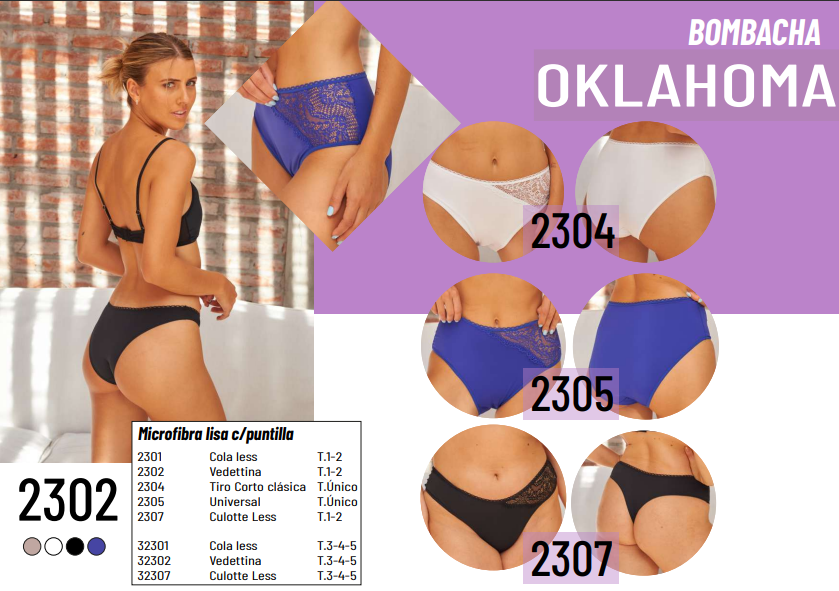 BOMBACHA
OKLAHOMA
2304
2305
2307
2302
Microfibra lisa c/puntilla
2301 Cola less T.1-2
2302 Vedettina T.1-2
2304 Tiro Corto clásica T.Único
2305 Universal T.Único
2307 Culotte Less T.1-2
32301 Cola less T.3-4-5
32302 Vedettina T.3-4-5
32307 Culotte Less T.3-4-5